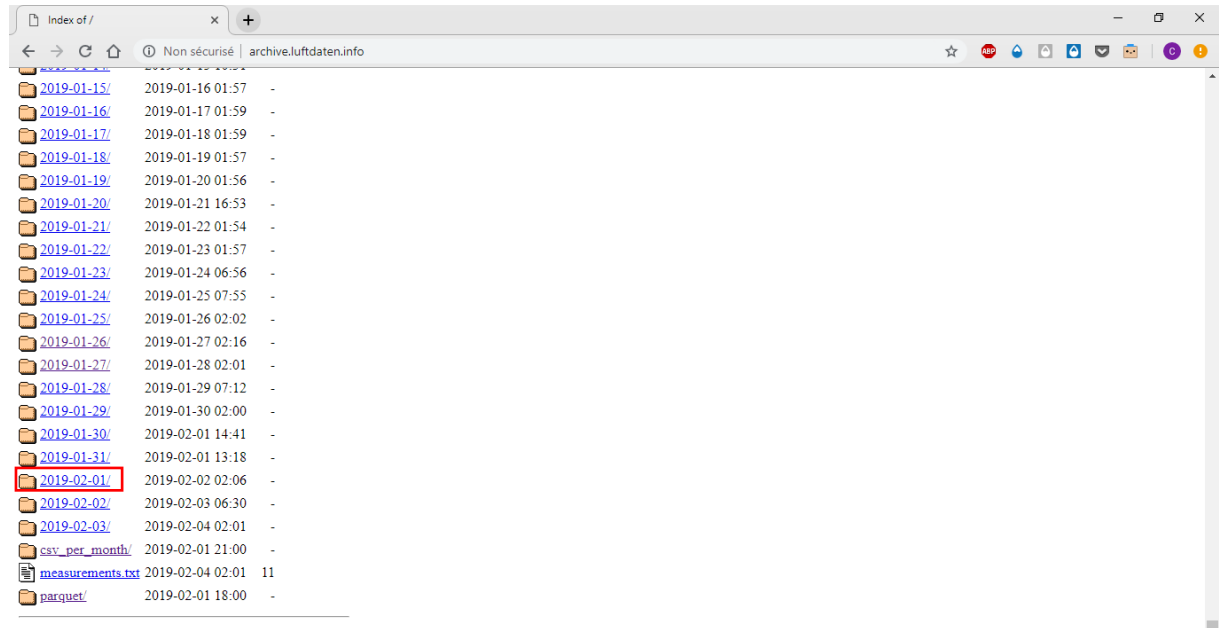 Index of /
Non sécurisé | archive.luftdaten.info
ABP
C
2019-01-15/ 2019-01-16 01:57 -
2019-01-16/ 2019-01-17 01:59 -
2019-01-17/ 2019-01-18 01:59 -
2019-01-18/ 2019-01-19 01:57 -
2019-01-19/ 2019-01-20 01:56 -
2019-01-20/ 2019-01-21 16:53 -
2019-01-21/ 2019-01-22 01:54 -
2019-01-22/ 2019-01-23 01:57 -
2019-01-23/ 2019-01-24 06:56 -
2019-01-24/ 2019-01-25 07:55 -
2019-01-25/ 2019-01-26 02:02 -
2019-01-26/ 2019-01-27 02:16 -
2019-01-27/ 2019-01-28 02:01 -
2019-01-28/ 2019-01-29 07:12 -
2019-01-29/ 2019-01-30 02:00 -
2019-01-30/ 2019-02-01 14:41 -
2019-01-31/ 2019-02-01 13:18 -
2019-02-01/ 2019-02-02 02:06 -
2019-02-02/ 2019-02-03 06:30 -
2019-02-03/ 2019-02-04 02:01 -
csv_per_month/ 2019-02-01 21:00 -
measurements.txt 2019-02-04 02:01 11
parquet/ 2019-02-01 18:00 -